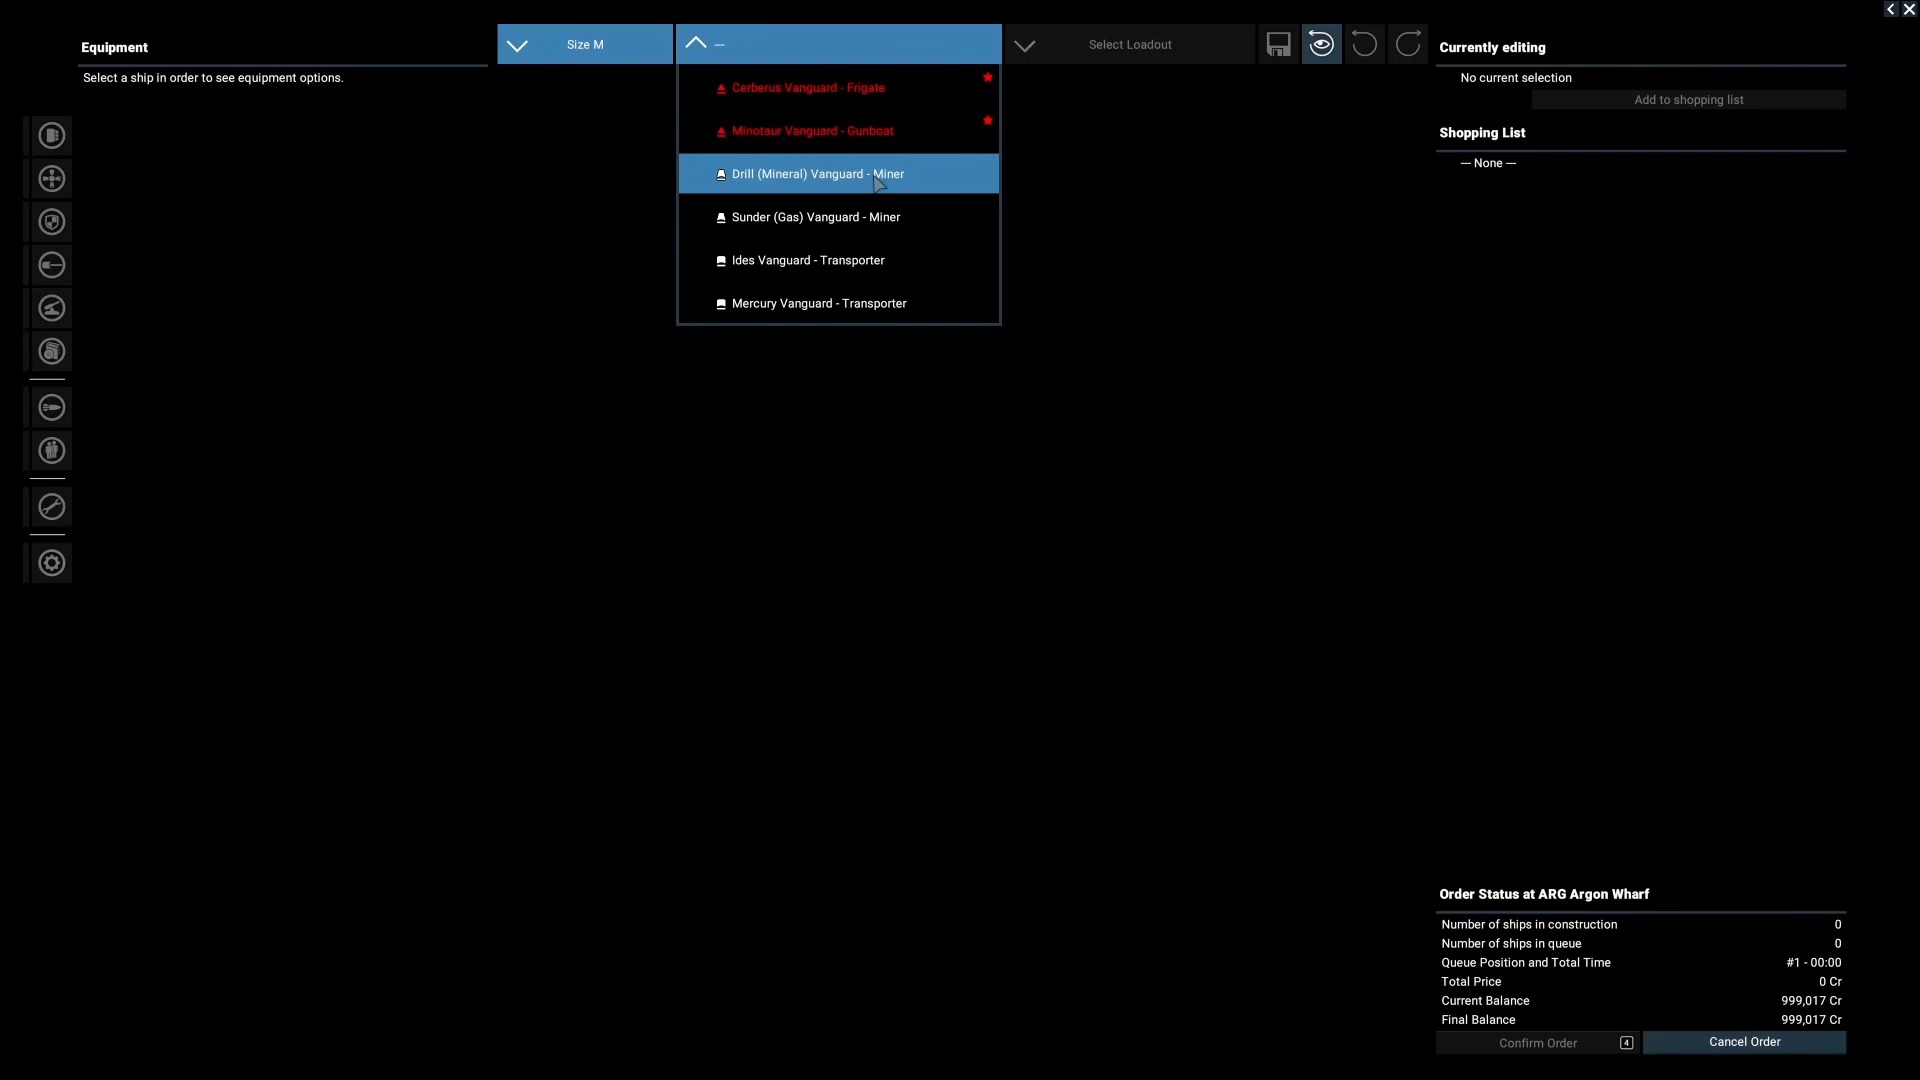 Equipment
Select a ship in order to see equipment options.
Size M
---
Select Loadout
Cerberus Vanguard - Frigate
Minotaur Vanguard - Gunboat
Drill (Mineral) Vanguard - Miner
Sunder (Gas) Vanguard - Miner
Ides Vanguard - Transporter
Mercury Vanguard - Transporter
Currently editing
No current selection
Add to shopping list
Shopping List
--- None ---
Order Status at ARG Argon Wharf
Number of ships in construction 0
Number of ships in queue 0
Queue Position and Total Time #1 - 00:00
Total Price 0 Cr
Current Balance 999,017 Cr
Final Balance 999,017 Cr
Confirm Order 4
Cancel Order